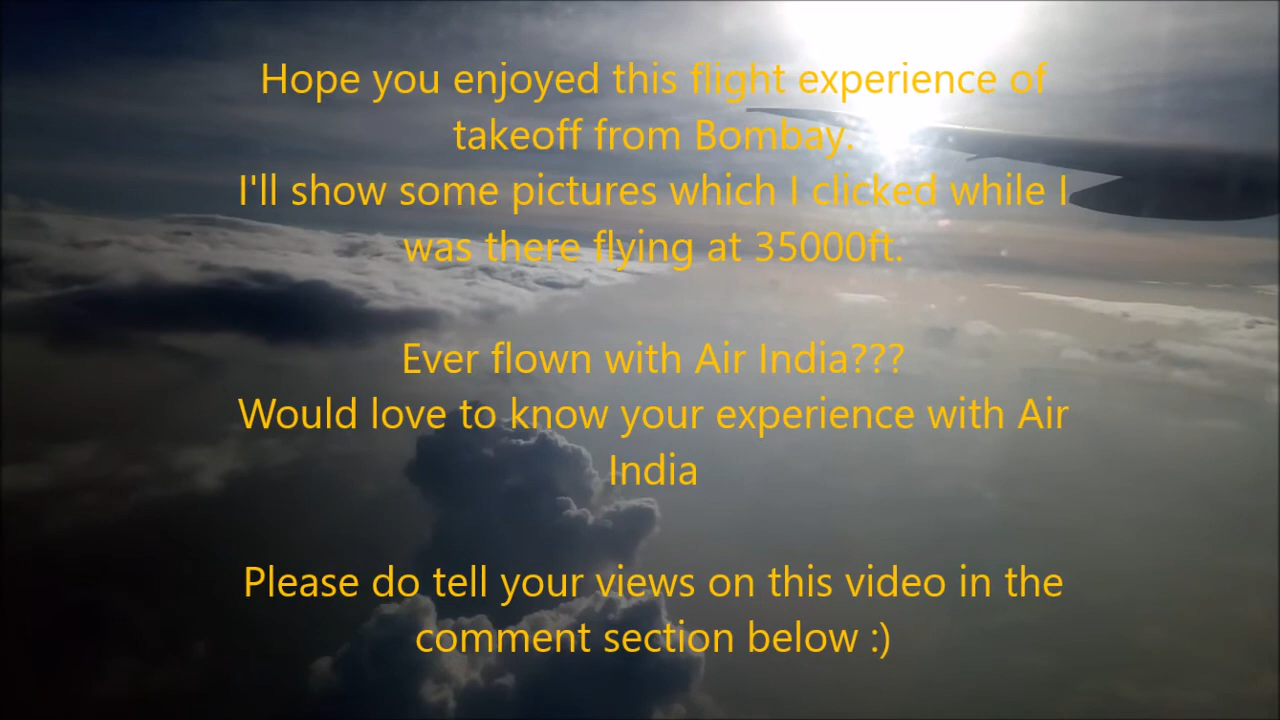 Hope you enjoyed this flight experience of
takeoff from Bombay.
I'll show some pictures which I clicked while I
was there flying at 35000ft.
Ever flown with Air India???
Would love to know your experience with Air
India
Please do tell your views on this video in the
comment section below :)